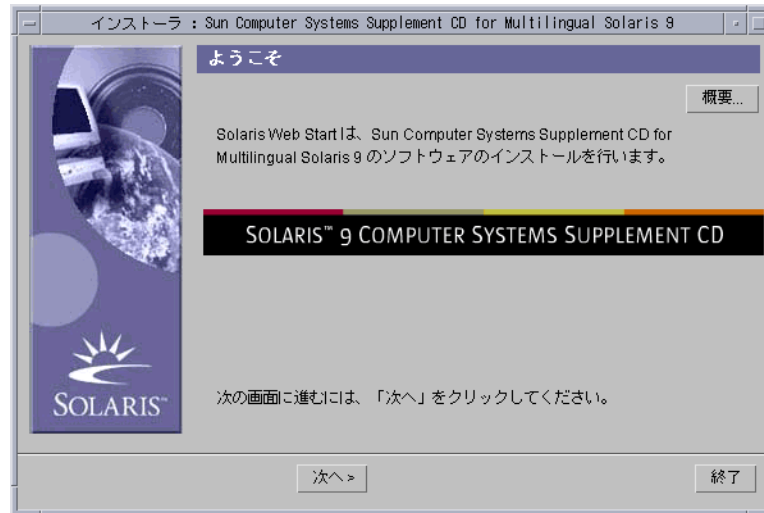 インストーラ : Sun Computer Systems Supplement CD for Multilingual Solaris 9
ようこそ
概要...
Solaris Web Start は、Sun Computer Systems Supplement CD for
Multilingual Solaris 9 のソフトウェアのインストールを行います。
SOLARIS™ 9 COMPUTER SYSTEMS SUPPLEMENT CD
SOLARIS™
次の画面に進むには、「次へ」をクリックしてください。
次へ >
終了